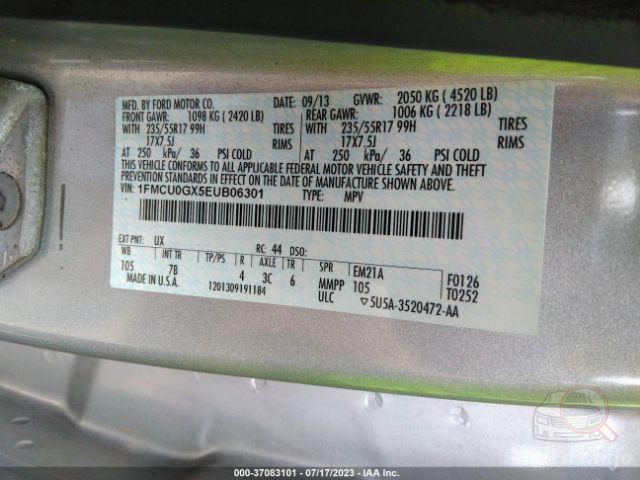 MFD. BY FORD MOTOR CO.
DATE: 09/13 GVWR: 2050 KG ( 4520 LB)
FRONT GAWR: 1098 KG ( 2420 LB) REAR GAWR: 1006 KG ( 2218 LB)
WITH 235/55R17 99H TIRES WITH 235/55R17 99H TIRES
17X7.5J RIMS 17X7.5J RIMS
AT 250 kPa/ 36 PSI COLD AT 250 kPa/ 36 PSI COLD
THIS VEHICLE CONFORMS TO ALL APPLICABLE FEDERAL MOTOR VEHICLE SAFETY AND THEFT
PREVENTION STANDARDS IN EFFECT ON THE DATE OF MANUFACTURE SHOWN ABOVE.
VIN: 1FMCU0GX5EUB06301 TYPE: MPV
EXT PNT: UX RC: 44 DSO:
WB INT TR TP/PS R AXLE TR SPR EM21A F0126
105 7B 4 3C 6 MMPP 105 T0252
MADE IN U.S.A. 1201309191184 ULC ▽5U5A-3520472-AA
000-37083101 / 07/17/2023 - IAA Inc.